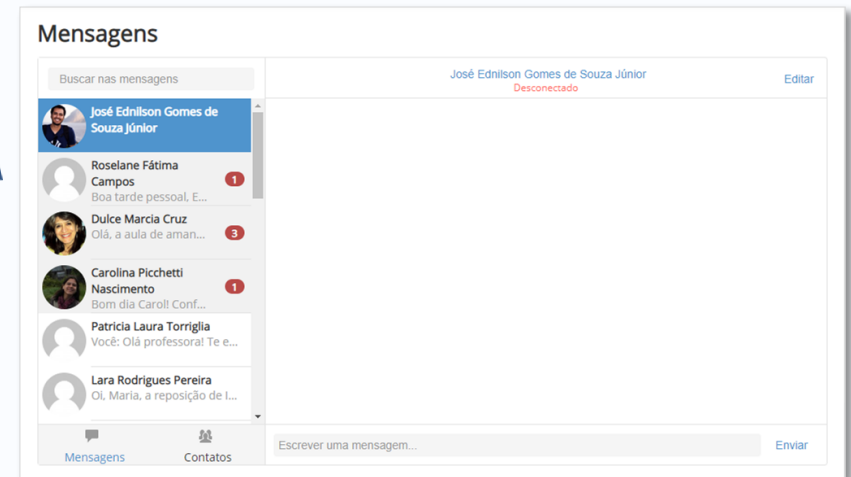 Mensagens
Buscar nas mensagens
José Ednilson Gomes de Souza Júnior
Desconectado
Editar
José Ednilson Gomes de
Souza Júnior
Roselane Fátima
Campos
1
Boa tarde pessoal, E...
Dulce Marcia Cruz
Olá, a aula de aman...
3
Carolina Picchetti
Nascimento
1
Bom dia Carol! Conf...
Patricia Laura Torriglia
Você: Olá professora! Te e...
Lara Rodrigues Pereira
Oi, Maria, a reposição de I...
Mensagens
Contatos
Escrever uma mensagem...
Enviar